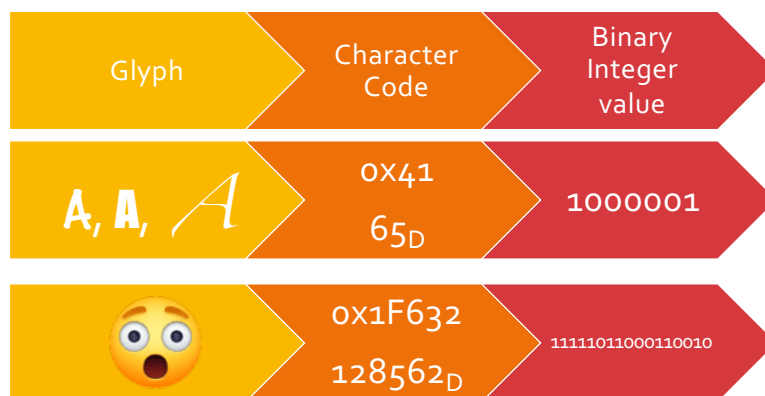 Glyph
Character
Code
Binary
Integer
value
A, A, A
0x41
65D
1000001
0x1F632
128562D
11111011000110010